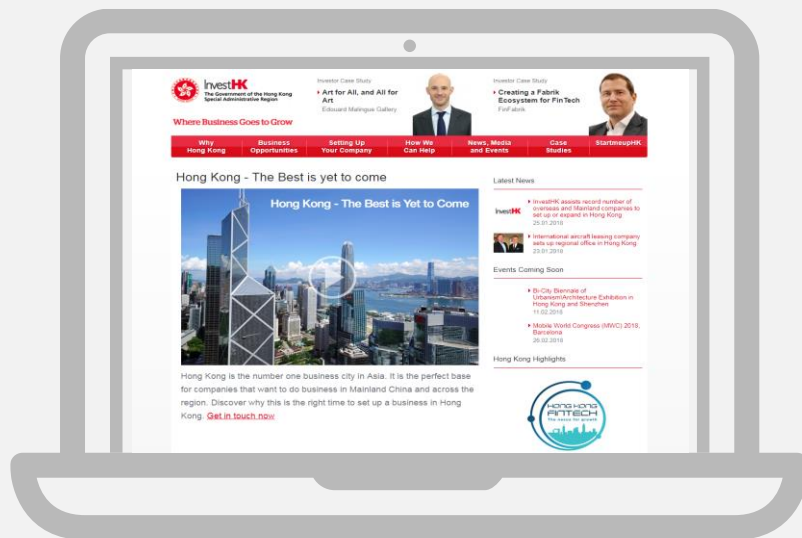 InvestHK
The Government of the Hong Kong
Special Administrative Region
Where Business Goes to Grow
Investor Case Study
Art for All, and All for
Art
Edouard Malingue Gallery
Investor Case Study
Creating a Fabrik
Ecosystem for FinTech
FinFabrik
Why
Hong Kong
Business
Opportunities
Setting Up
Your Company
How We
Can Help
News, Media
and Events
Case
Studies
StartmeupHK
Hong Kong - The Best is yet to come
Hong Kong - The Best is Yet to Come
Hong Kong is the number one business city in Asia. It is the perfect base
for companies that want to do business in Mainland China and across the
region. Discover why this is the right time to set up a business in Hong
Kong. Get in touch now
Latest News
InvestHK
InvestHK assists record number of
overseas and Mainland companies to
set up or expand in Hong Kong
25.01.2018
International aircraft leasing company
sets up regional office in Hong Kong
23.01.2018
Events Coming Soon
Bi-City Biennale of
Urbanism\Architecture Exhibition in
Hong Kong and Shenzhen
11.02.2018
Mobile World Congress (MWC) 2018,
Barcelona
26.02.2018
Hong Kong Highlights
HONG KONG
FINTECH
The nexus for growth